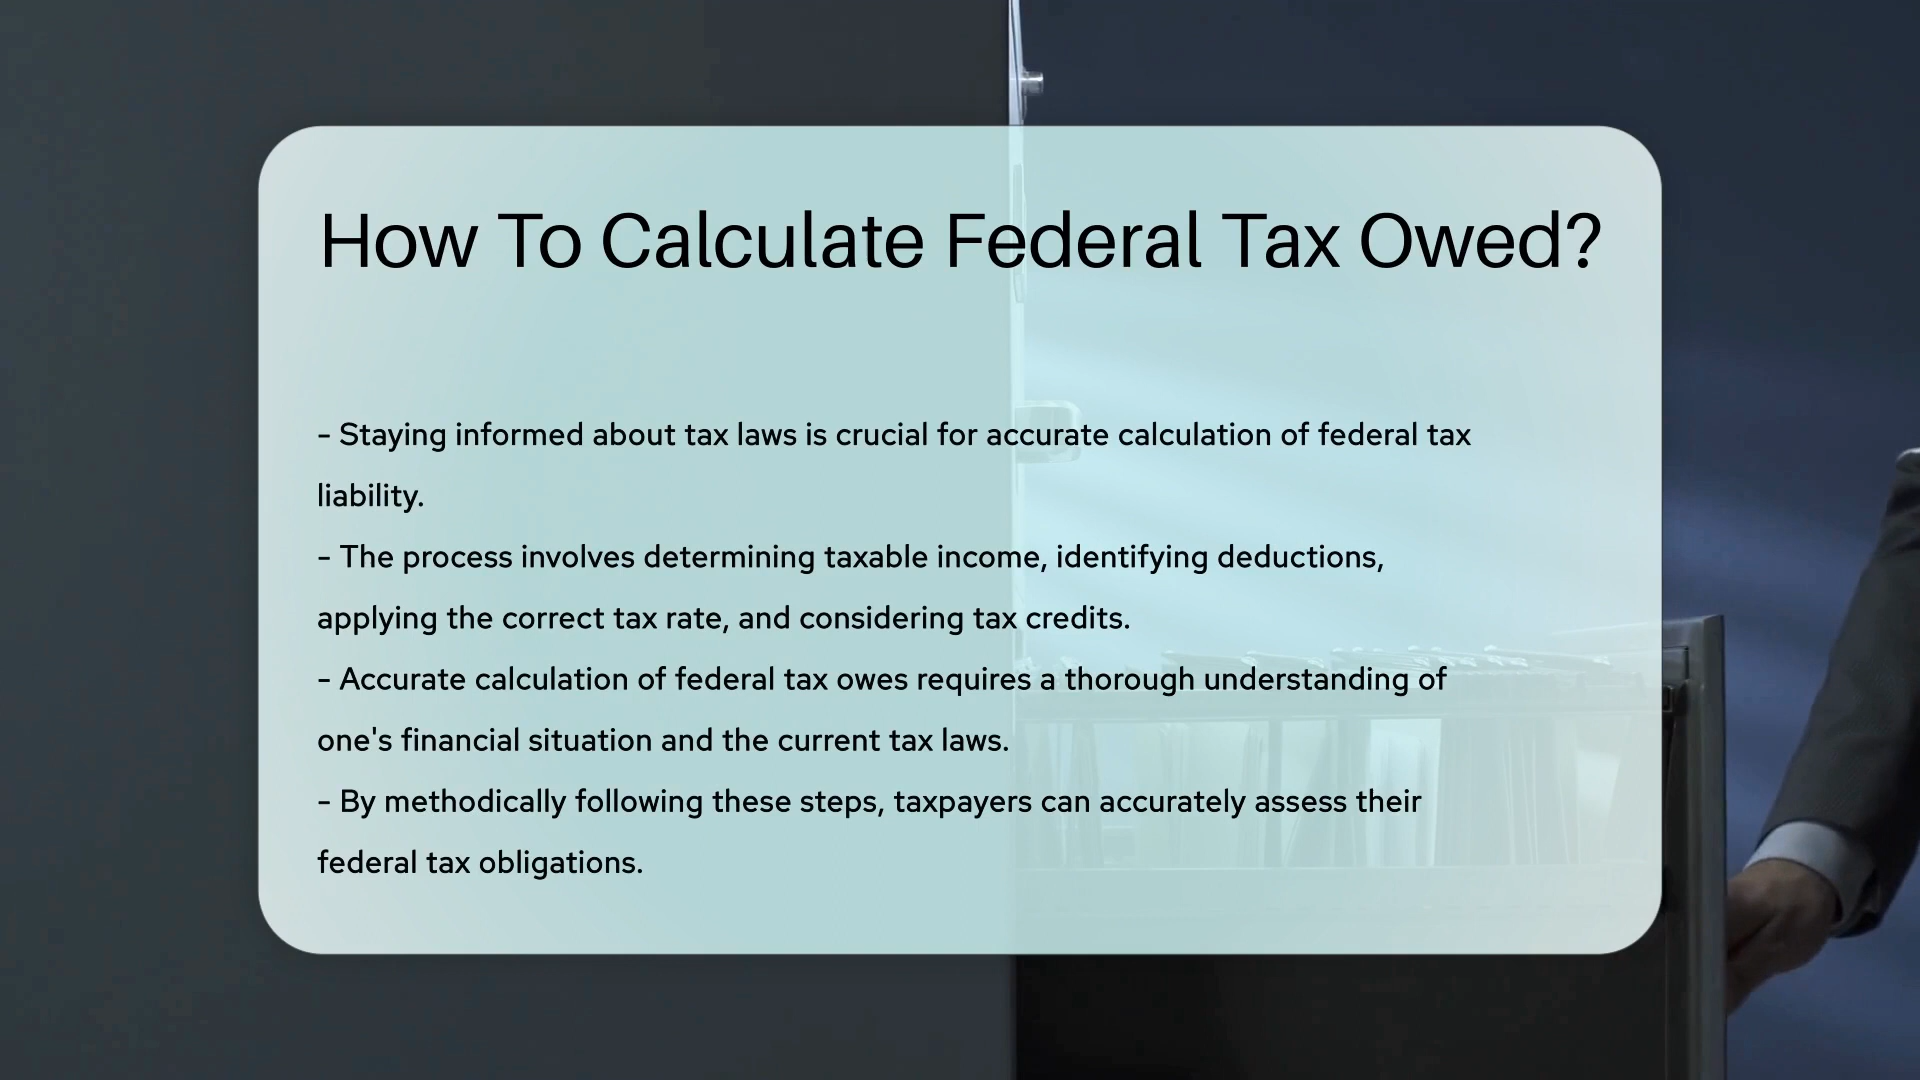 How To Calculate Federal Tax Owed?
- Staying informed about tax laws is crucial for accurate calculation of federal tax
liability.
- The process involves determining taxable income, identifying deductions,
applying the correct tax rate, and considering tax credits.
- Accurate calculation of federal tax owes requires a thorough understanding of
one's financial situation and the current tax laws.
- By methodically following these steps, taxpayers can accurately assess their
federal tax obligations.